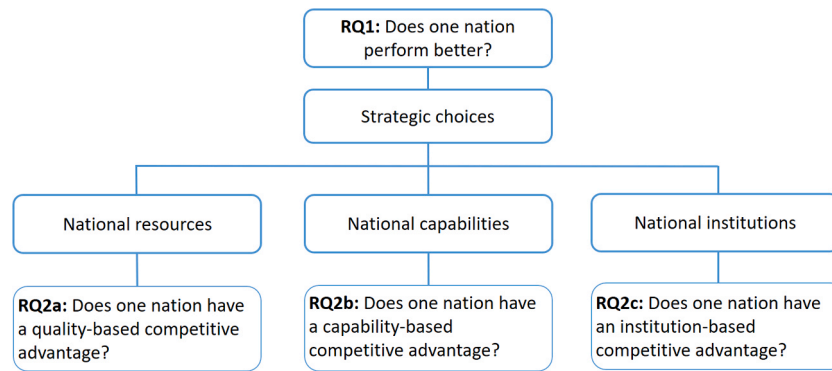 RQ1: Does one nation
perform better?
Strategic choices
National resources
National capabilities
National institutions
RQ2a: Does one nation have
a quality-based competitive
advantage?
RQ2b: Does one nation have
a capability-based
competitive advantage?
RQ2c: Does one nation have
an institution-based
competitive advantage?